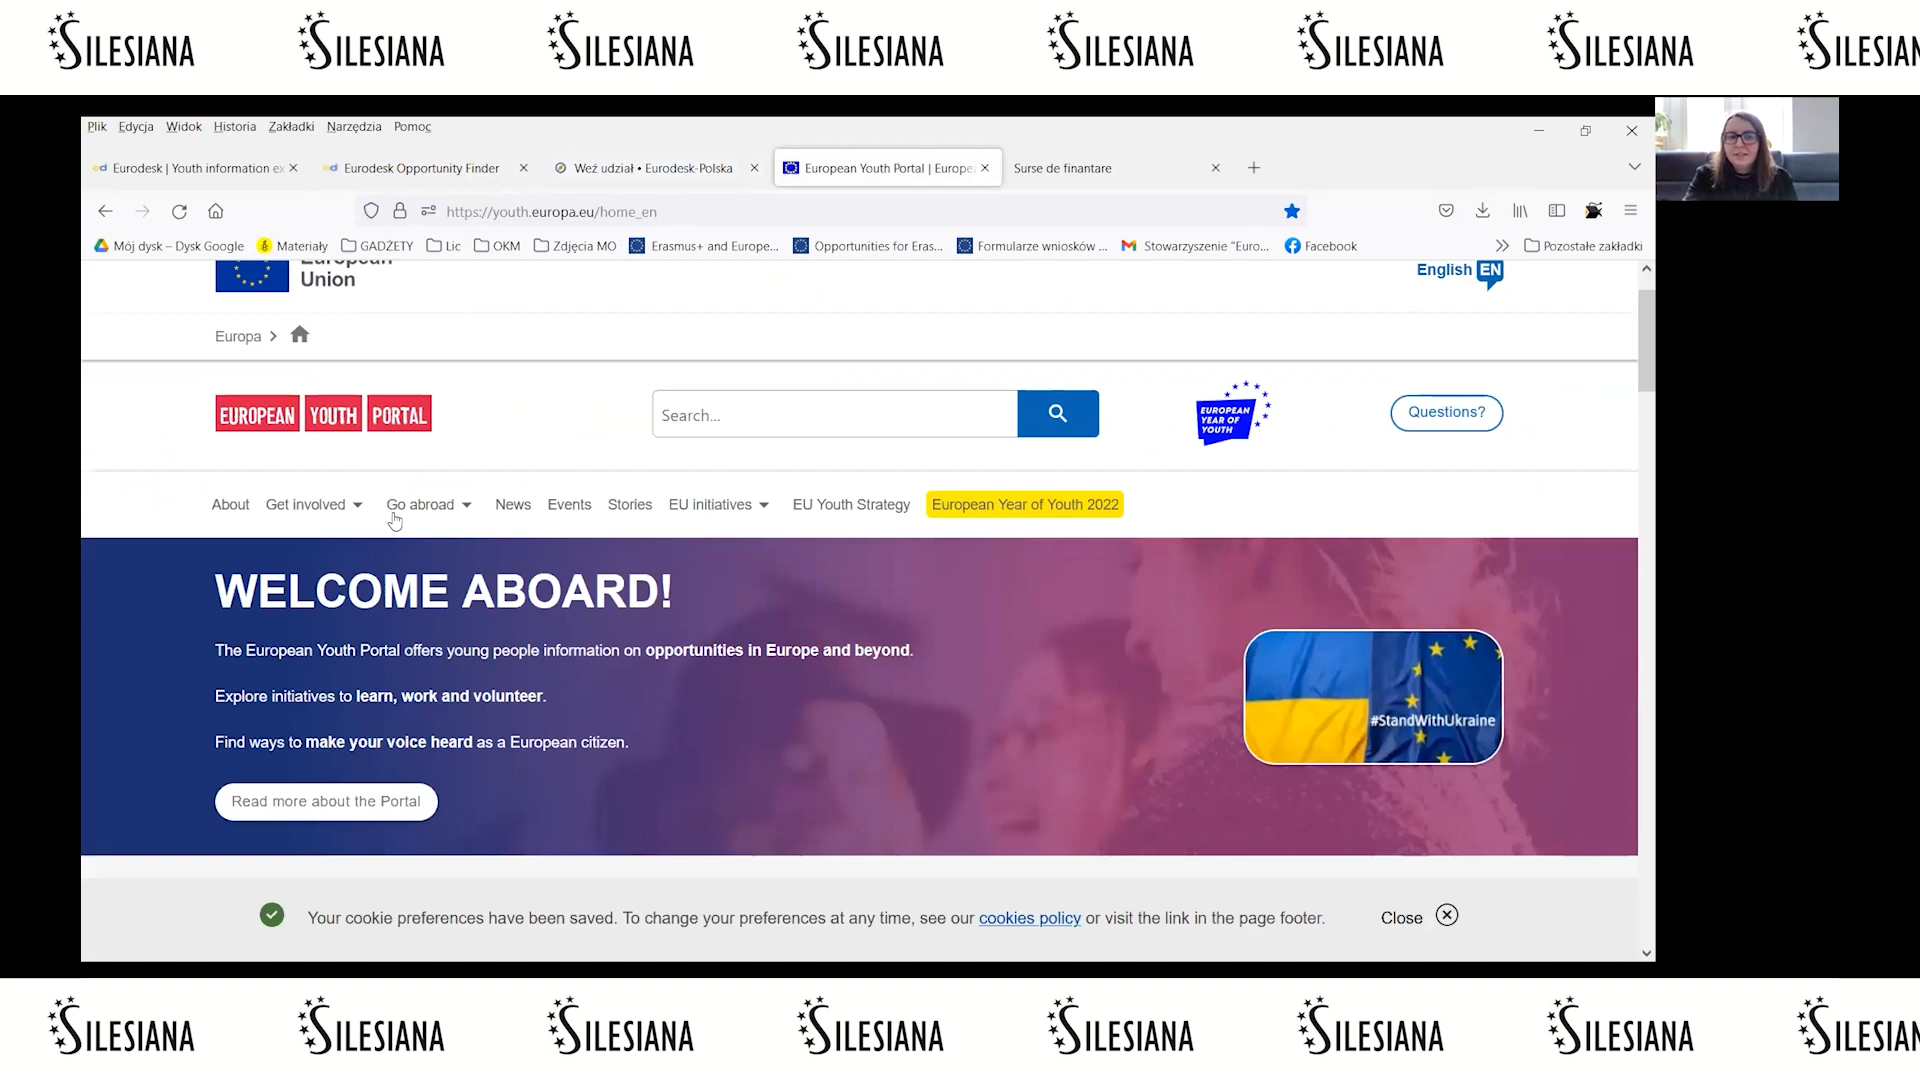 SILESIANA SILESIANA SILESIANA SILESIANA SILESIANA SILESIANA SILESIANA SILESIAN
Plik Edycja Widok Historia Zakładki Narzędzia Pomoc
Eurodesk | Youth information ex Eurodesk Opportunity Finder Weź udział • Eurodesk-Polska European Youth Portal | Europe Surse de finantare
https://youth.europa.eu/home_en
Mój dysk – Dysk Google Materiały GADŻETY Lic OKM Zdjęcia MO Erasmus+ and Europe... Opportunities for Eras... Formularze wniosków ... Stowarzyszenie "Euro... Facebook Pozostałe zakładki
European
Union
English EN
Europa
EUROPEAN YOUTH PORTAL
Search...
EUROPEAN
YEAR OF
YOUTH
Questions?
About Get involved Go abroad News Events Stories EU initiatives EU Youth Strategy European Year of Youth 2022
WELCOME ABOARD!
The European Youth Portal offers young people information on opportunities in Europe and beyond.
Explore initiatives to learn, work and volunteer.
#StandWithUkraine
Find ways to make your voice heard as a European citizen.
Read more about the Portal
Your cookie preferences have been saved. To change your preferences at any time, see our cookies policy or visit the link in the page footer. Close
SILESIANA SILESIANA SILESIANA SILESIANA SILESIANA SILESIANA SILESIANA SILESIAN